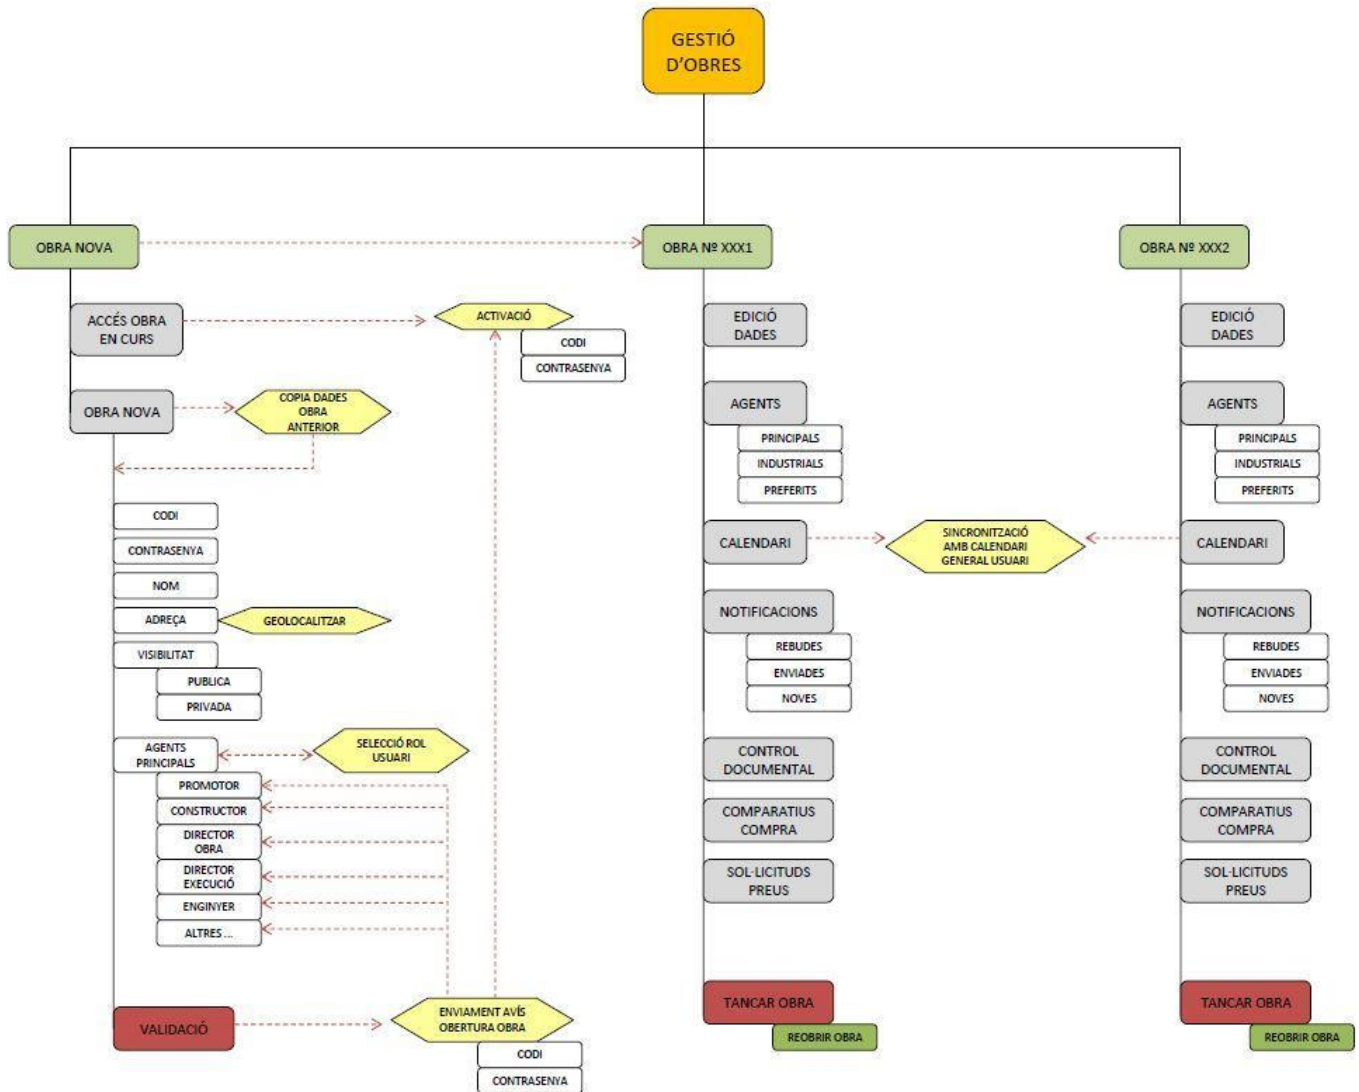 GESTIÓ
D'OBRES
OBRA NOVA
OBRA Nº XXX1
OBRA Nº XXX2
ACCÉS OBRA
EN CURS
ACTIVACIÓ
CODI
CONTRASENYA
OBRA NOVA
COPIA DADES
OBRA
ANTERIOR
CODI
CONTRASENYA
NOM
ADREÇA
GEOLOCALITZAR
VISIBILITAT
PUBLICA
PRIVADA
AGENTS
PRINCIPALS
SELECCIÓ ROL
USUARI
PROMOTOR
CONSTRUCTOR
DIRECTOR
OBRA
DIRECTOR
EXECUCIÓ
ENGINYER
ALTRES ...
VALIDACIÓ
ENVIAMENT AVÍS
OBERTURA OBRA
CODI
CONTRASENYA
EDICIÓ
DADES
AGENTS
PRINCIPALS
INDUSTRIALS
PREFERITS
CALENDARI
SINCRONITZACIÓ
AMB CALENDARI
GENERAL USUARI
NOTIFICACIONS
REBUDES
ENVIADES
NOVES
CONTROL
DOCUMENTAL
COMPARATIUS
COMPRA
SOL·LICITUDS
PREUS
TANCAR OBRA
REOBRIR OBRA
EDICIÓ
DADES
AGENTS
PRINCIPALS
INDUSTRIALS
PREFERITS
CALENDARI
NOTIFICACIONS
REBUDES
ENVIADES
NOVES
CONTROL
DOCUMENTAL
COMPARATIUS
COMPRA
SOL·LICITUDS
PREUS
TANCAR OBRA
REOBRIR OBRA